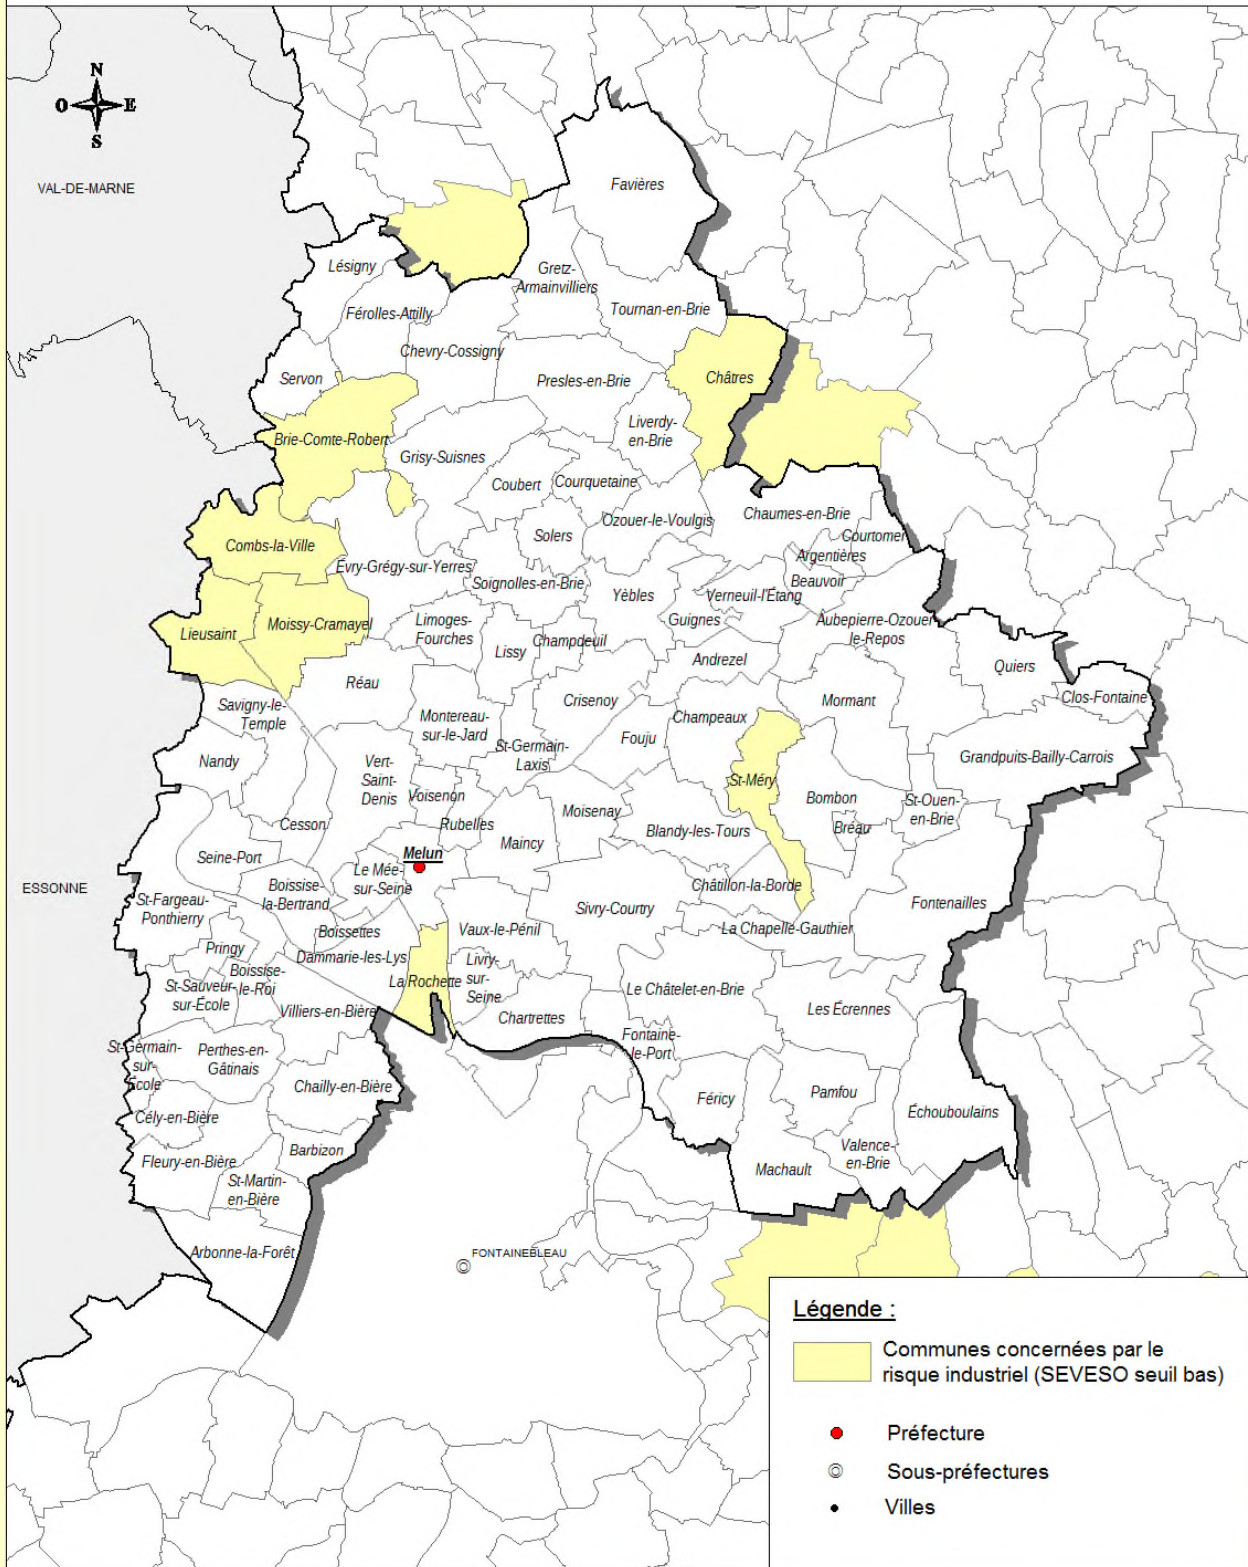 N
O
E
S
VAL-DE-MARNE
Favières
Lésigny
Gretz-
Armainvilliers
Férolles-Attilly
Tournan-en-Brie
Chevry-Cossigny
Servon
Presles-en-Brie
Châtres
Brie-Comte-Robert
Liverdy-
en-Brie
Grisy-Suisnes
Coubert
Courquetaine
Ozouer-le-Voulgis
Chaumes-en-Brie
Combs-la-Ville
Solers
Courtomer
Argentières
Évry-Grégy-sur-Yerres
Soignolles-en-Brie
Beauvoir
Yèbles
Verneuil-l'Étang
Lieusaint
Moissy-Cramayel
Limoges-
Fourches
Guignes
Aubepierre-Ozouer
le-Repos
Lissy
Champdeuil
Andrezel
Quiers
Réau
Crisenoy
Mormant
Clos-Fontaine
Savigny-le-
Temple
Montereau-
sur-le-Jard
Champeaux
St-Germain-
Laxis
Fouju
Grandpuits-Bailly-Carrois
Nandy
Vert-
Saint-
Denis
St-Méry
Voisenon
Bombon
St-Ouen-
en-Brie
Moisenay
Cesson
Rubelles
Blandy-les-Tours
Bréau
Maincy
Melun
Seine-Port
Le Mée-
sur-Seine
Boissise-
la-Bertrand
Châtillon-la-Borde
ESSONNE
St-Fargeau-
Ponthierry
Sivry-Courtry
Fontenailles
Boissettes
Vaux-le-Pénil
La Chapelle-Gauthier
Pringy
Dammarie-les-Lys
Livry-
sur-
Seine
Boissise-
le-Roi
La Rochette
St-Sauveur-
sur-École
Le Châtelet-en-Brie
Villiers-en-Bière
Les Écrennes
Chartrettes
Fontaine-
le-Port
St-Germain-
sur-
École
Perthes-en-
Gâtinais
Chailly-en-Bière
Féricy
Pamfou
Échouboulains
Cély-en-Bière
Barbizon
Valence-
en-Brie
Fleury-en-Bière
Machault
St-Martin-
en-Bière
Arbonne-la-Forêt
FONTAINEBLEAU
Légende :
Communes concernées par le
risque industriel (SEVESO seuil bas)
Préfecture
Sous-préfectures
Villes